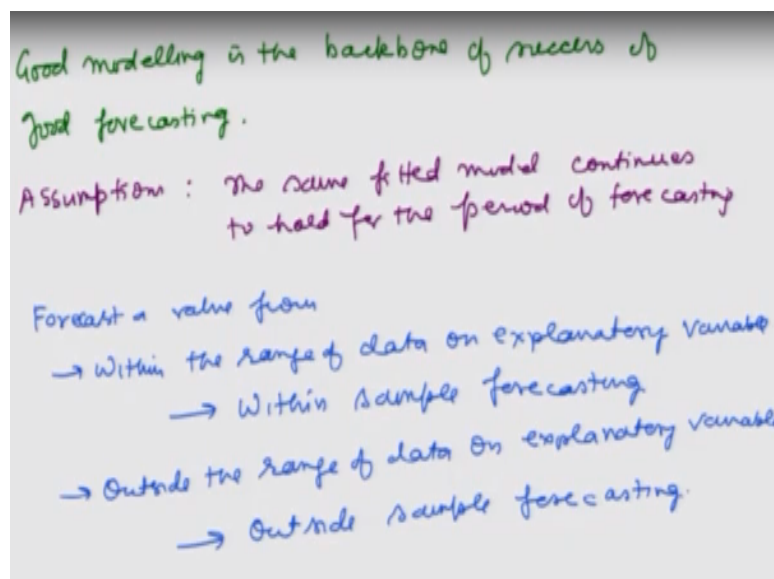 Good modelling is the backbone of success of
good forecasting.
Assumption : The same fitted model continues
to hold for the period of forecasting
Forecast a value from
→ Within the range of data on explanatory variable
→ Within sample forecasting
→ Outside the range of data on explanatory variable
→ Outside sample forecasting.